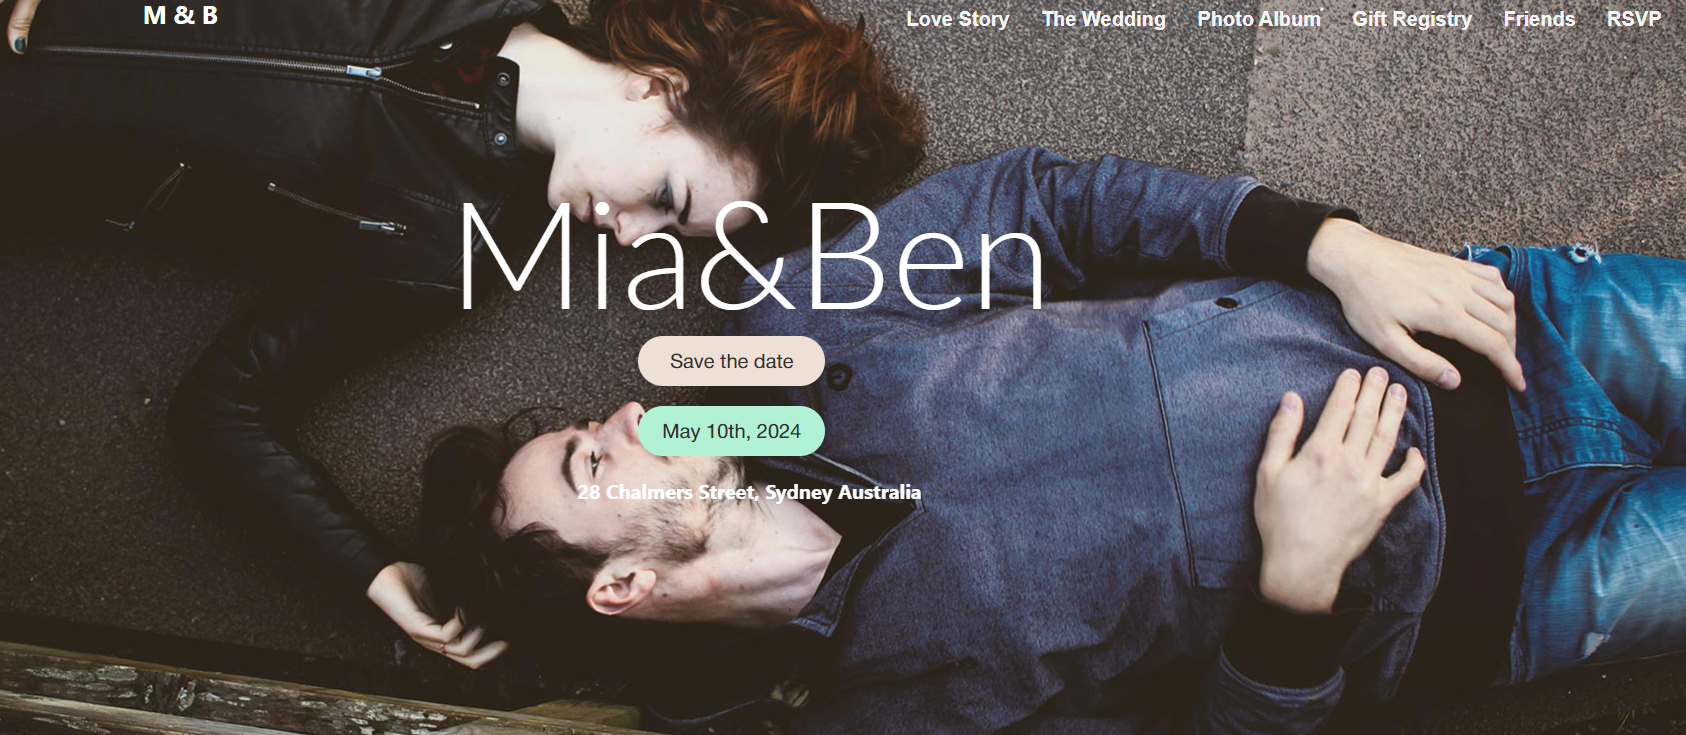 M & B
Love Story The Wedding Photo Album Gift Registry Friends RSVP
Mia&Ben
Save the date
May 10th, 2024
28 Chalmers Street, Sydney Australia